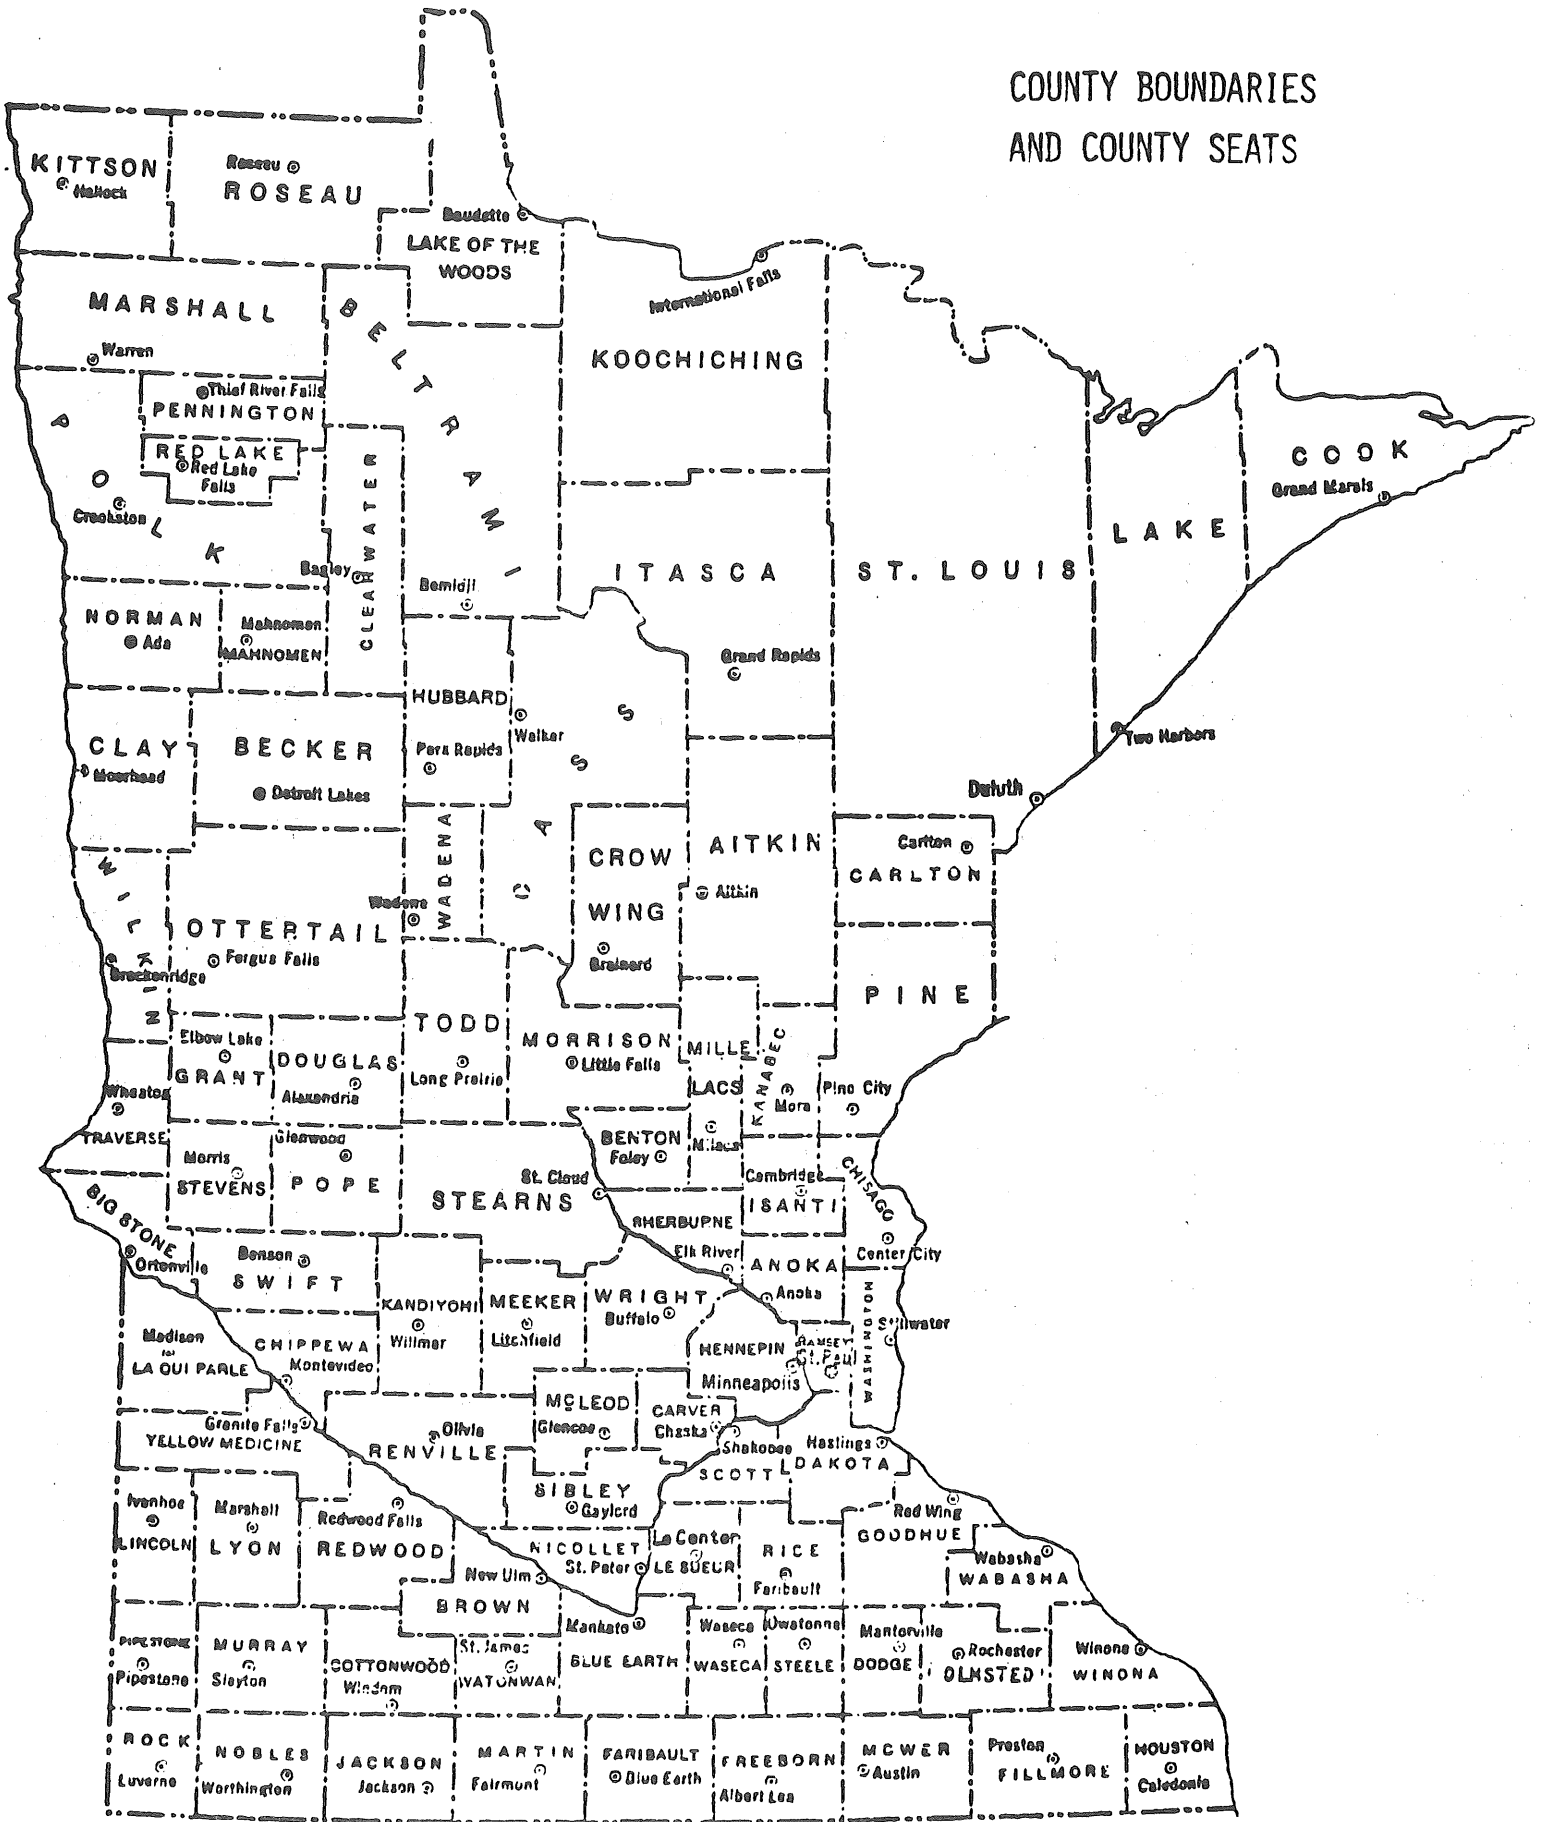 COUNTY BOUNDARIES
AND COUNTY SEATS
KITTSON
Hallock
Roseau
ROSEAU
Baudette
LAKE OF THE
WOODS
International Falls
MARSHALL
Warren
BELTRAMI
Bemidji
KOOCHICHING
Thief River Falls
PENNINGTON
RED LAKE
Red Lake
Falls
POLK
Crookston
CLEARWATER
Bagley
ITASCA
Grand Rapids
ST. LOUIS
Duluth
LAKE
Two Harbors
COOK
Grand Marais
NORMAN
Ada
Mahnomen
MAHNOMEN
HUBBARD
Park Rapids
CASS
Walker
CLAY
Moorhead
BECKER
Detroit Lakes
WADENA
Wadena
CROW
WING
Brainard
AITKIN
Aitkin
Carlton
CARLTON
WILKIN
Breckenridge
OTTERTAIL
Fergus Falls
PINE
Pine City
Elbow Lake
GRANT
DOUGLAS
Alexandria
TODD
Long Prairie
MORRISON
Little Falls
MILLE
LACS
Milaca
KANABEC
Mora
Wheaton
TRAVERSE
Morris
STEVENS
Glenwood
POPE
STEARNS
St. Cloud
BENTON
Foley
SHERBURNE
Elk River
Cambridge
ISANTI
CHISAGO
Center City
BIG STONE
Ortonville
Benson
SWIFT
KANDIYOHI
Willmar
MEEKER
Litchfield
WRIGHT
Buffalo
ANOKA
Anoka
HENNEPIN
Minneapolis
RAMSEY
St. Paul
WASHINGTON
Stillwater
Madison
LA QUI PARLE
CHIPPEWA
Montevideo
Granite Falls
YELLOW MEDICINE
Olivia
RENVILLE
MCLEOD
Glencoe
CARVER
Chaska
Shakopee
SCOTT
Hastings
DAKOTA
SIBLEY
Gaylord
Ivanhoe
LINCOLN
Marshall
LYON
Redwood Falls
REDWOOD
NICOLLET
St. Peter
Le Center
LE SUEUR
RICE
Faribault
Red Wing
GOODHUE
Wabasha
WABASHA
New Ulm
BROWN
PIPESTONE
Pipestone
MURRAY
Slayton
COTTONWOOD
Windom
St. James
WATONWAN
Mankato
BLUE EARTH
Waseca
WASECA
Owatonna
STEELE
Mantorville
DODGE
Rochester
OLMSTED
Winona
WINONA
ROCK
Luverne
NOBLES
Worthington
JACKSON
Jackson
MARTIN
Fairmont
FARIBAULT
Blue Earth
FREEBORN
Albert Lea
MCWER
Austin
Preston
FILLMORE
HOUSTON
Caledonia